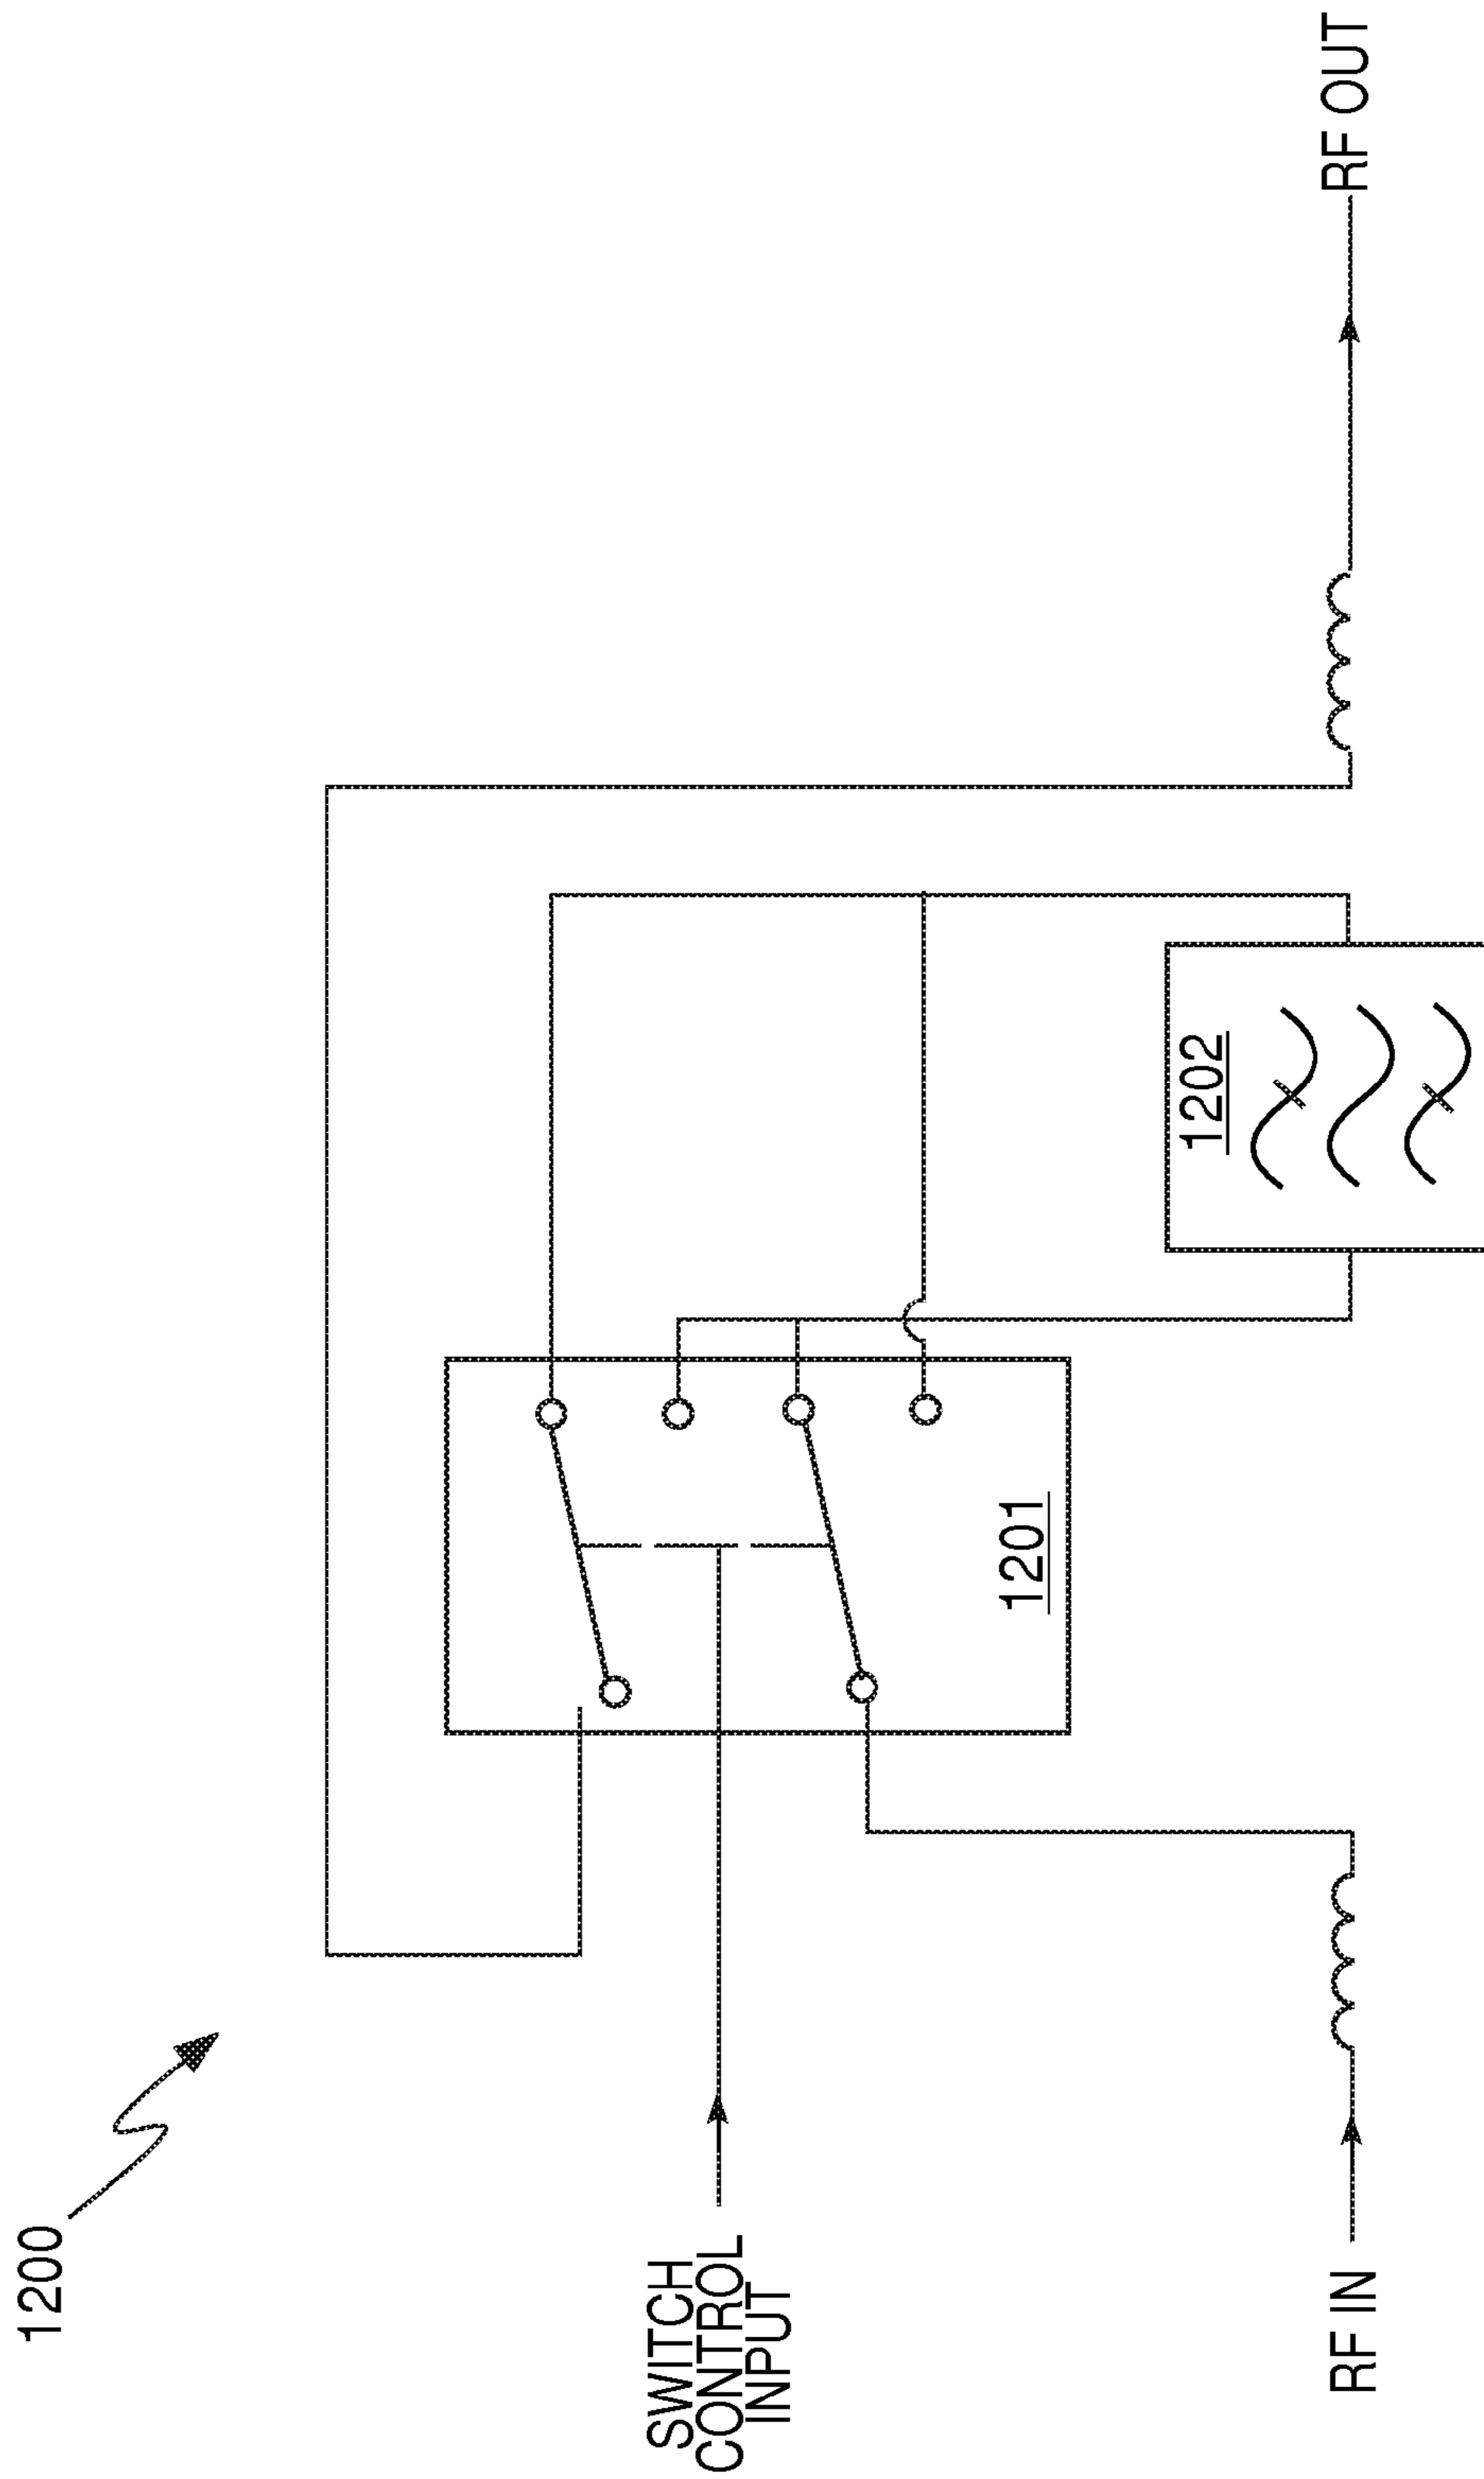 1200
SWITCH
CONTROL
INPUT
RF IN
1201
1202
RF OUT